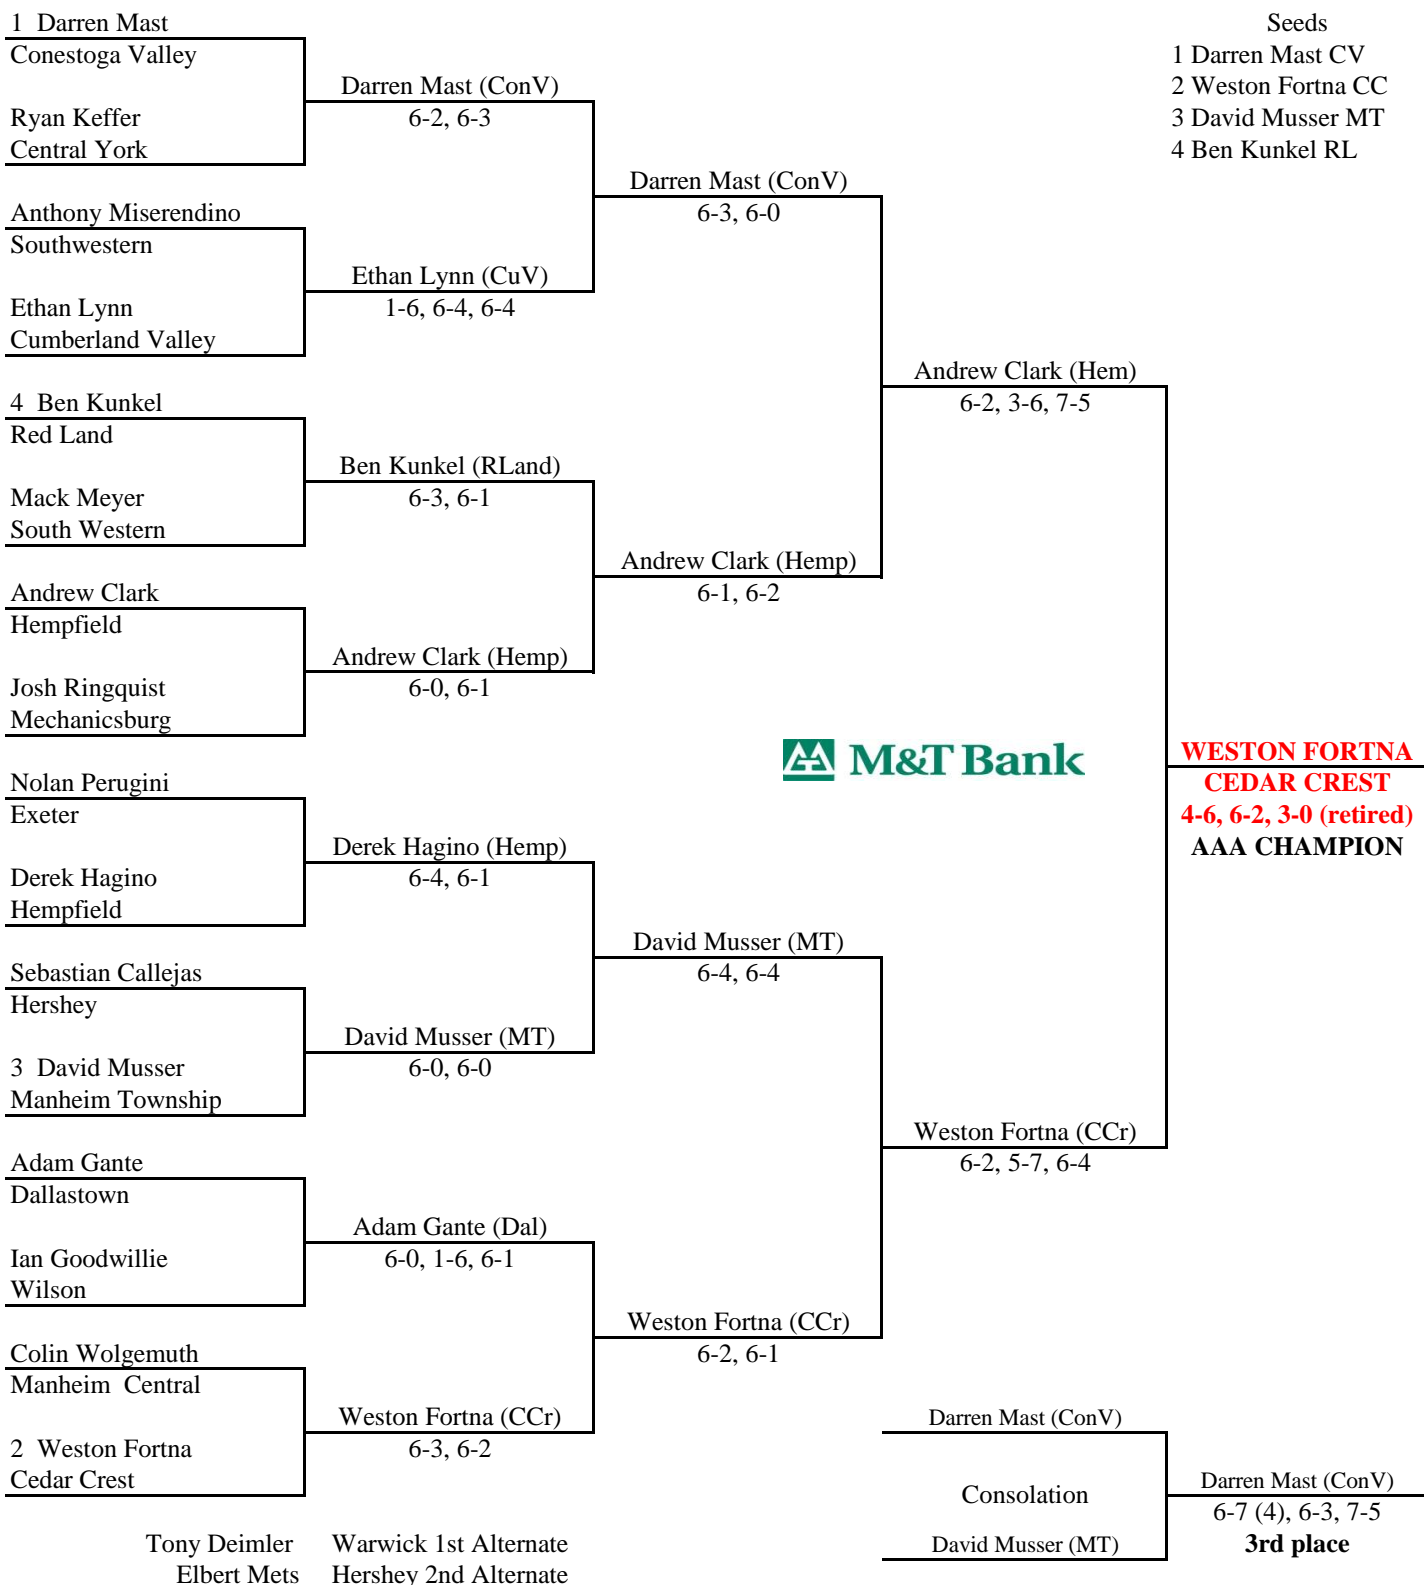 1 Darren Mast
Conestoga Valley
Ryan Keffer
Central York
Anthony Miserendino
Southwestern
Ethan Lynn
Cumberland Valley
4 Ben Kunkel
Red Land
Mack Meyer
South Western
Andrew Clark
Hempfield
Josh Ringquist
Mechanicsburg
Nolan Perugini
Exeter
Derek Hagino
Hempfield
Sebastian Callejas
Hershey
3 David Musser
Manheim Township
Adam Gante
Dallastown
Ian Goodwillie
Wilson
Colin Wolgemuth
Manheim Central
2 Weston Fortna
Cedar Crest
Darren Mast (ConV)
6-2, 6-3
Ethan Lynn (CuV)
1-6, 6-4, 6-4
Ben Kunkel (RLand)
6-3, 6-1
Andrew Clark (Hemp)
6-0, 6-1
Derek Hagino (Hemp)
6-4, 6-1
David Musser (MT)
6-0, 6-0
Adam Gante (Dal)
6-0, 1-6, 6-1
Weston Fortna (CCr)
6-3, 6-2
Darren Mast (ConV)
6-3, 6-0
Andrew Clark (Hemp)
6-1, 6-2
David Musser (MT)
6-4, 6-4
Weston Fortna (CCr)
6-2, 6-1
Andrew Clark (Hem)
6-2, 3-6, 7-5
Weston Fortna (CCr)
6-2, 5-7, 6-4
M&T Bank
WESTON FORTNA
CEDAR CREST
4-6, 6-2, 3-0 (retired)
AAA CHAMPION
Seeds
1 Darren Mast CV
2 Weston Fortna CC
3 David Musser MT
4 Ben Kunkel RL
Darren Mast (ConV)
Consolation
David Musser (MT)
Darren Mast (ConV)
6-7 (4), 6-3, 7-5
3rd place
Tony Deimler Warwick 1st Alternate
Elbert Mets Hershey 2nd Alternate